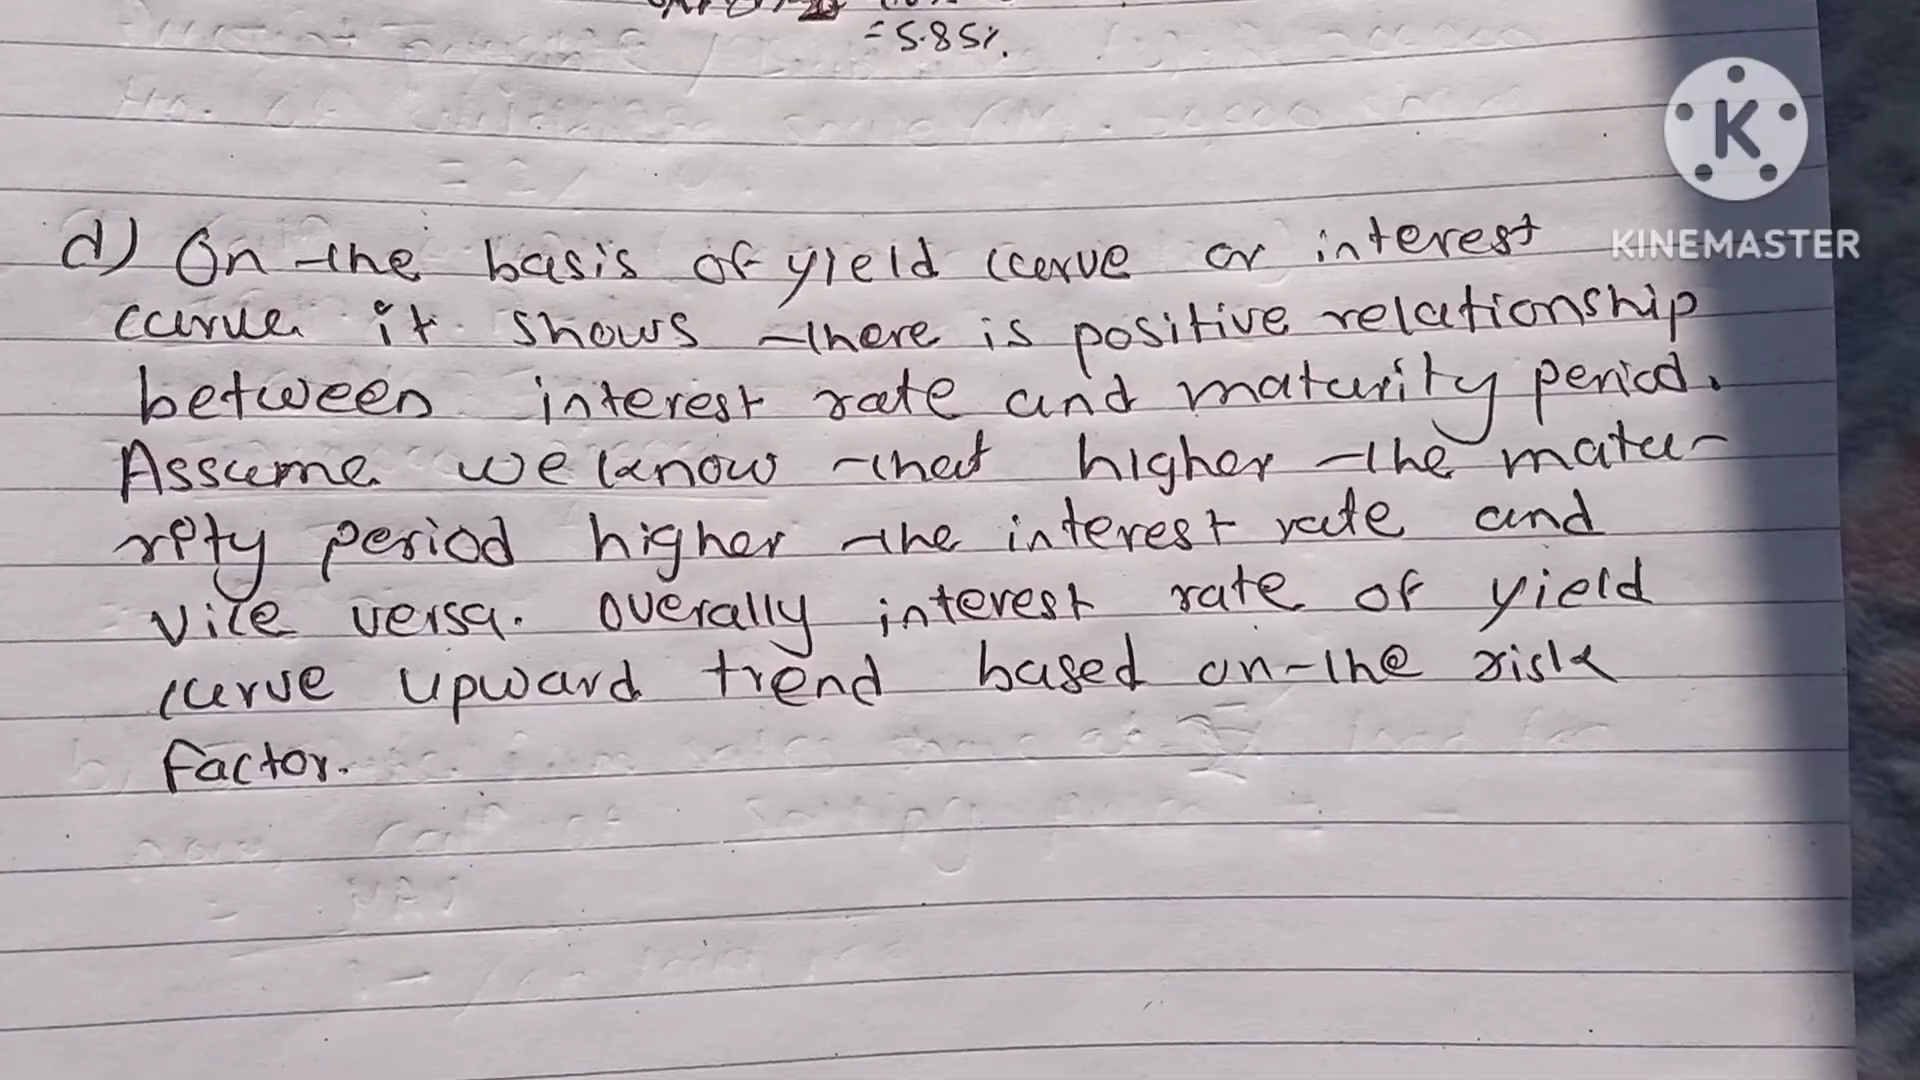 = 5.85%.
d) On the basis of yield curve or interest
curve it shows there is positive relationship
between interest rate and maturity period.
Assume we know that higher the matu-
rity period higher the interest rate and
vice versa. Overally interest rate of yield
curve upward trend based on the risk
factor.
K
KINEMASTER